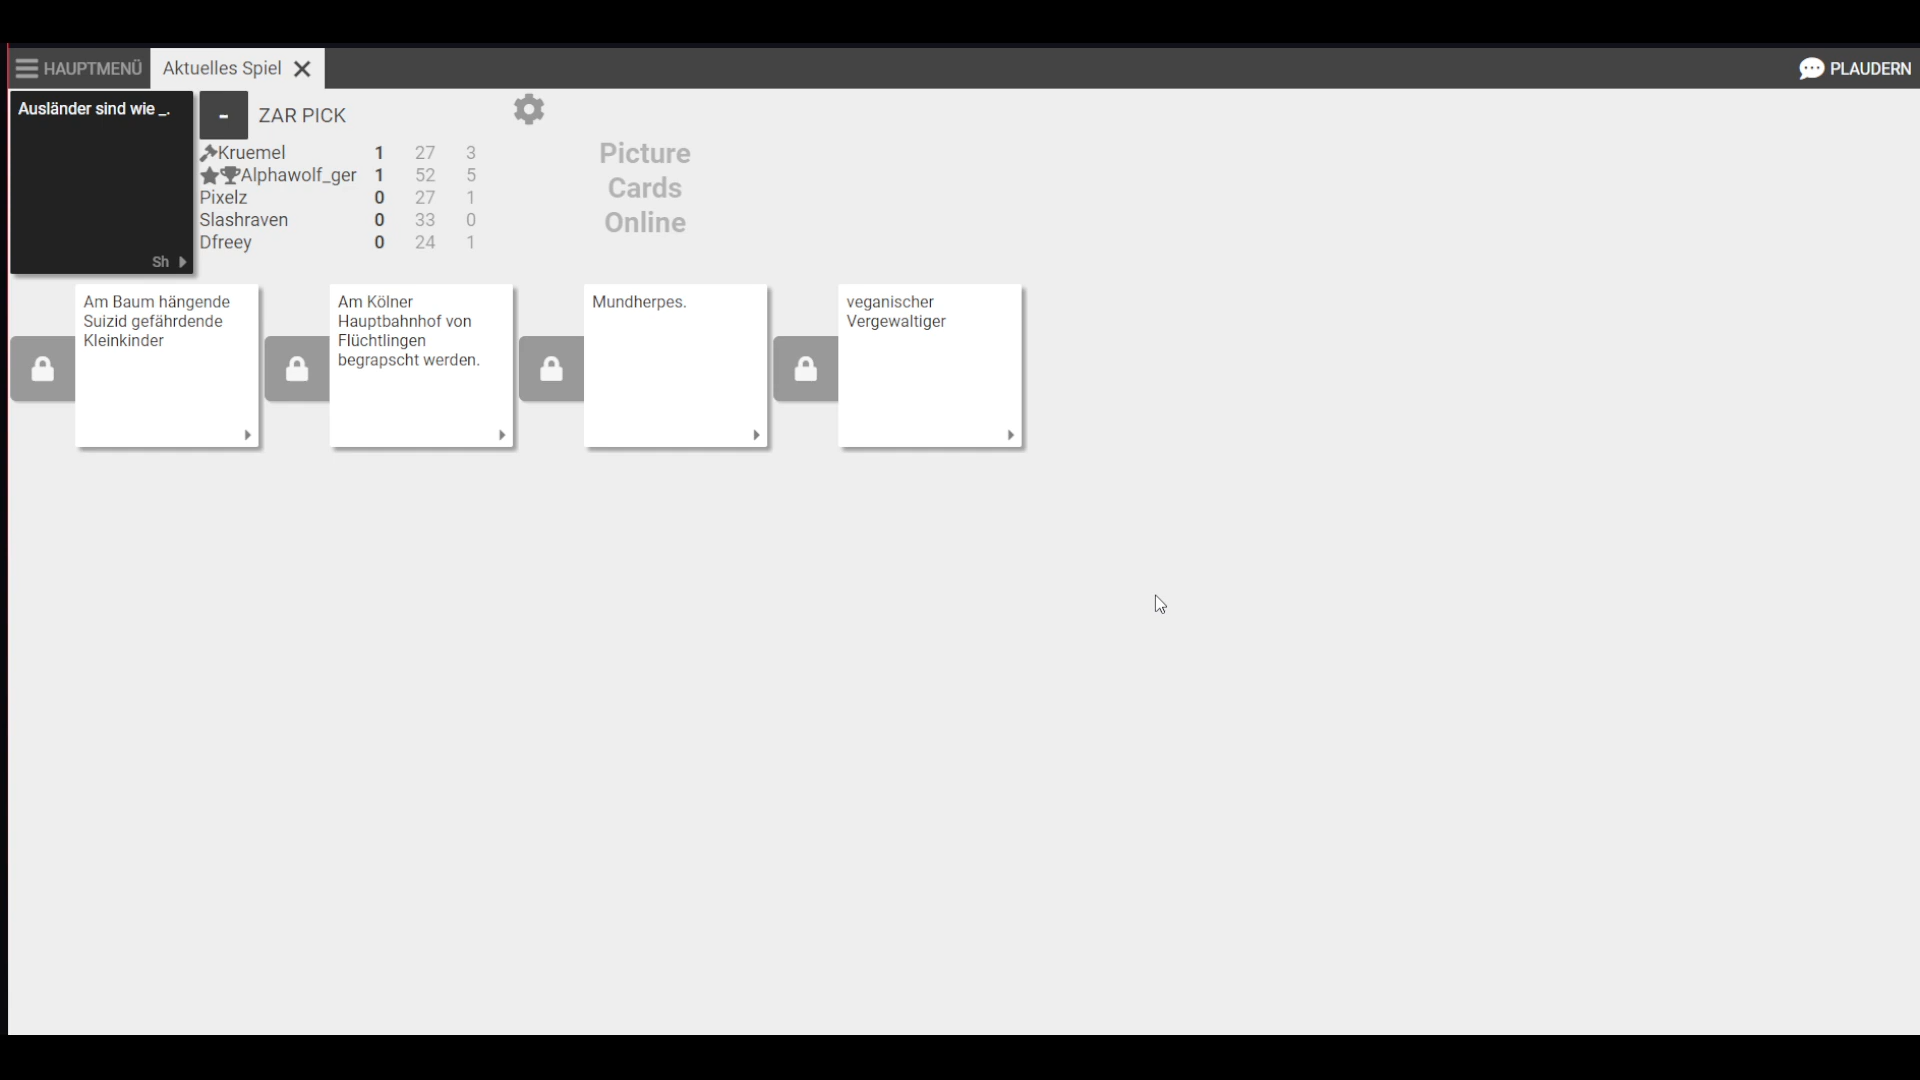 HAUPTMENÜ
Aktuelles Spiel
PLAUDERN
Ausländer sind wie _.
Sh
-
ZAR PICK
Kruemel 1 27 3
Alphawolf_ger 1 52 5
Pixelz 0 27 1
Slashraven 0 33 0
Dfreey 0 24 1
Picture
Cards
Online
Am Baum hängende
Suizid gefährdende
Kleinkinder
Am Kölner
Hauptbahnhof von
Flüchtlingen
begrapscht werden.
Mundherpes.
veganischer
Vergewaltiger